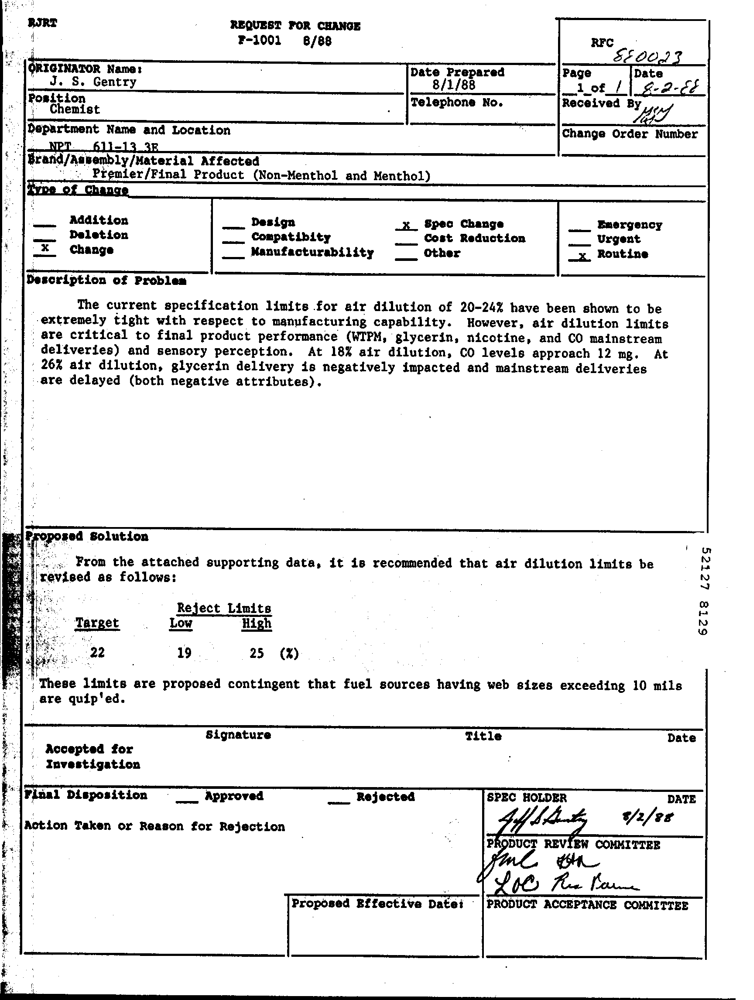 RJRT
REQUEST FOR CHANGE
F-1001 8/88
RFC
880023
ORIGINATOR Name:
J. S. Gentry
Date Prepared
8/1/88
Page
1 of 1
Date
8-2-88
Position
Chemist
Telephone No.
Received By
Department Name and Location
NPT 611-13 3E
Change Order Number
Brand/Assembly/Material Affected
Premier/Final Product (Non-Menthol and Menthol)
Type of Change
___ Addition
___ Deletion
x Change
___ Design
___ Compatibity
___ Manufacturability
x Spec Change
___ Cost Reduction
___ Other
___ Emergency
___ Urgent
x Routine
Description of Problem
The current specification limits for air dilution of 20-24% have been shown to be
extremely tight with respect to manufacturing capability. However, air dilution limits
are critical to final product performance (WTPM, glycerin, nicotine, and CO mainstream
deliveries) and sensory perception. At 18% air dilution, CO levels approach 12 mg. At
26% air dilution, glycerin delivery is negatively impacted and mainstream deliveries
are delayed (both negative attributes).
Proposed Solution
From the attached supporting data, it is recommended that air dilution limits be
revised as follows:
Reject Limits
Target Low High
22 19 25 (%)
These limits are proposed contingent that fuel sources having web sizes exceeding 10 mils
are quip'ed.
52127 8129
Signature Title Date
Accepted for
Investigation
Final Disposition ___ Approved ___ Rejected
SPEC HOLDER DATE
8/2/88
Action Taken or Reason for Rejection
PRODUCT REVIEW COMMITTEE
Proposed Effective Date:
PRODUCT ACCEPTANCE COMMITTEE